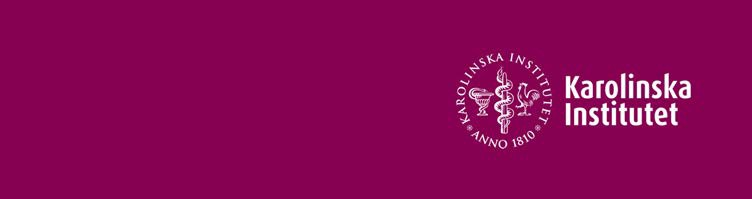 KAROLINSKA INSTITUTET
ANNO 1810
Karolinska
Institutet